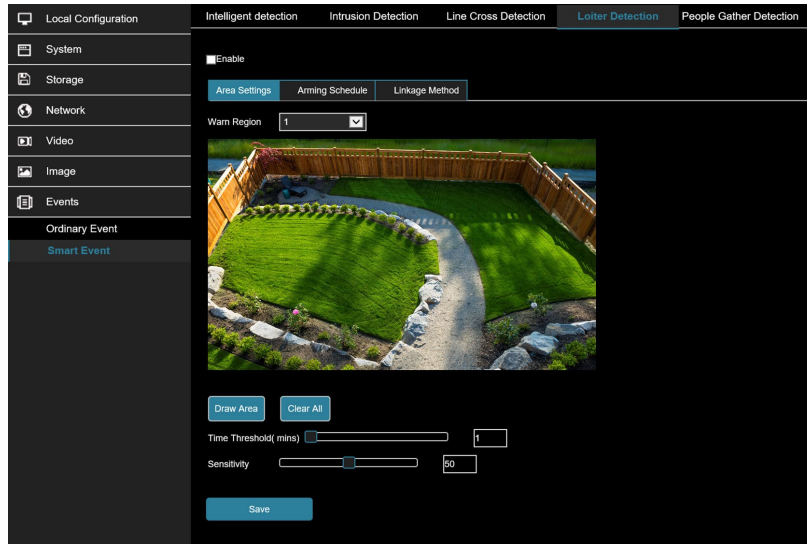 Local Configuration
System
Storage
Network
Video
Image
Events
Ordinary Event
Smart Event
Intelligent detection
Intrusion Detection
Line Cross Detection
Loiter Detection
People Gather Detection
Enable
Area Settings
Arming Schedule
Linkage Method
Warn Region
1
Draw Area
Clear All
Time Threshold( mins)
1
Sensitivity
50
Save